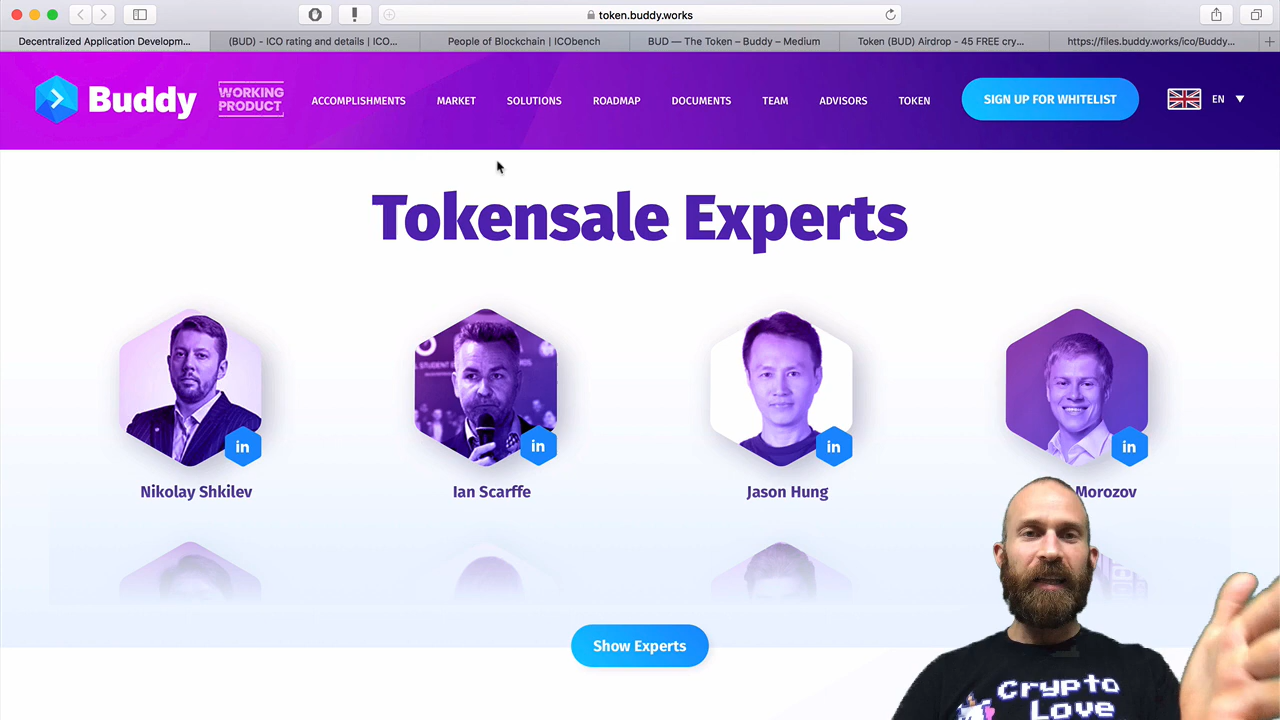 token.buddy.works
Decentralized Application Developm...
(BUD) - ICO rating and details | ICO...
People of Blockchain | ICObench
BUD — The Token – Buddy – Medium
Token (BUD) Airdrop - 45 FREE cry...
https://files.buddy.works/ico/Buddy...
Buddy
WORKING
PRODUCT
ACCOMPLISHMENTS
MARKET
SOLUTIONS
ROADMAP
DOCUMENTS
TEAM
ADVISORS
TOKEN
SIGN UP FOR WHITELIST
EN
Tokensale Experts
in
in
in
in
Nikolay Shkilev
Ian Scarffe
Jason Hung
Morozov
Show Experts
Crypto
Love